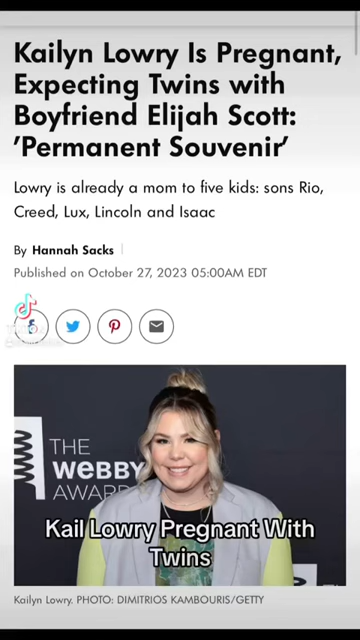 Kailyn Lowry Is Pregnant,
Expecting Twins with
Boyfriend Elijah Scott:
'Permanent Souvenir'
Lowry is already a mom to five kids: sons Rio,
Creed, Lux, Lincoln and Isaac
By Hannah Sacks
Published on October 27, 2023 05:00AM EDT
THE
WEBBY
AWARD
Kail Lowry Pregnant With
Twins
Kailyn Lowry. PHOTO: DIMITRIOS KAMBOURIS/GETTY